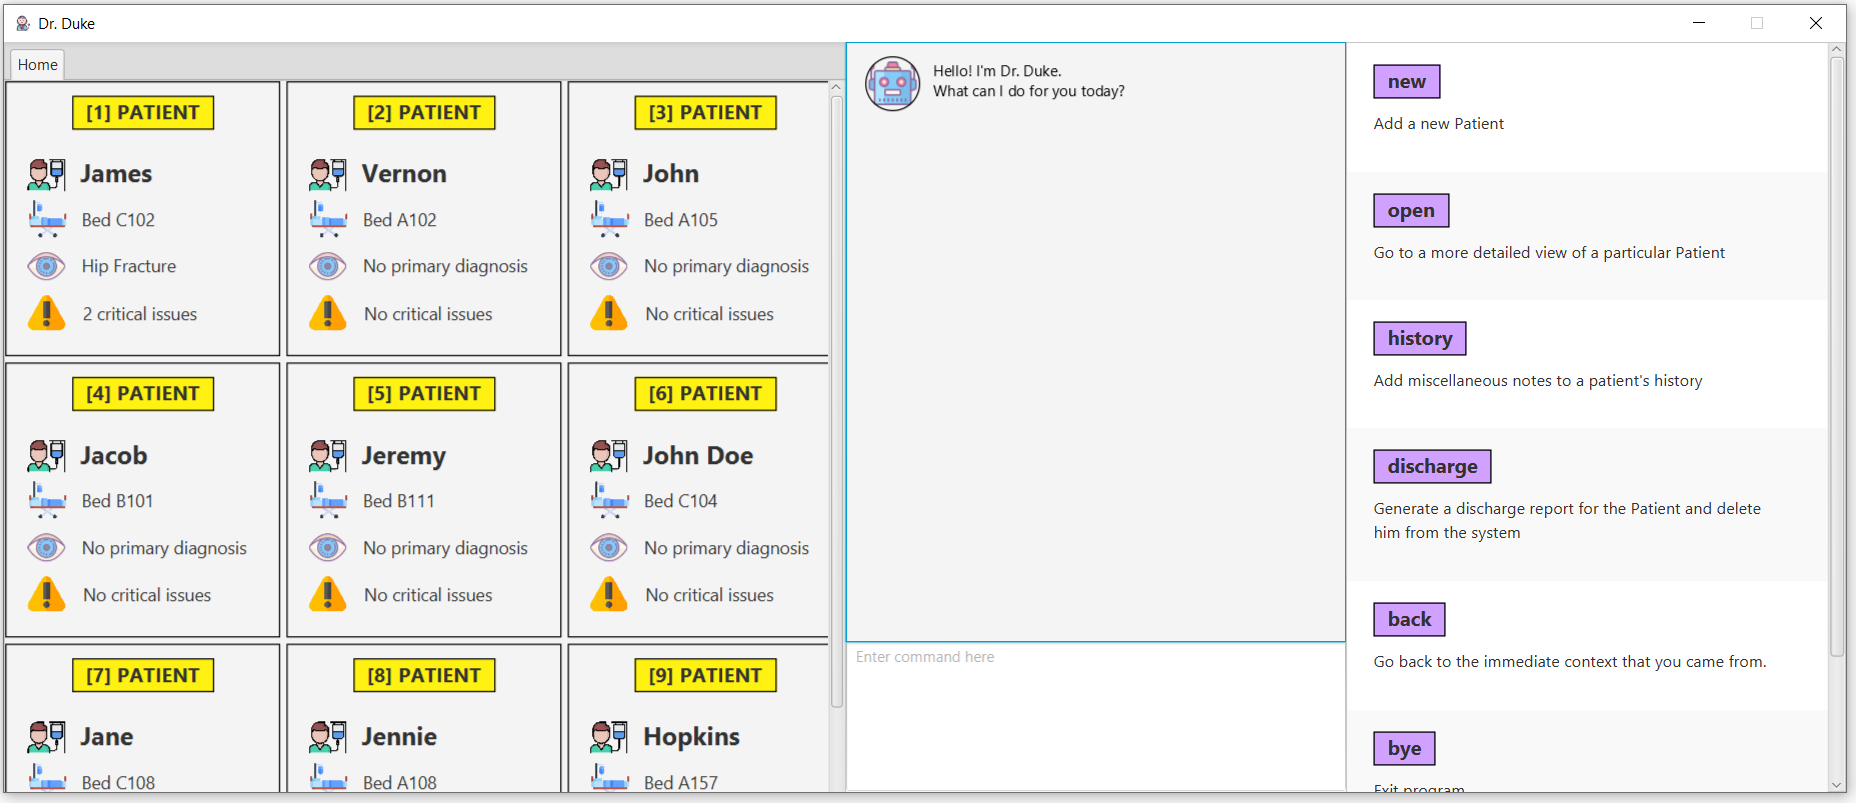 Dr. Duke
Home
[1] PATIENT
James
Bed C102
Hip Fracture
2 critical issues
[2] PATIENT
Vernon
Bed A102
No primary diagnosis
No critical issues
[3] PATIENT
John
Bed A105
No primary diagnosis
No critical issues
[4] PATIENT
Jacob
Bed B101
No primary diagnosis
No critical issues
[5] PATIENT
Jeremy
Bed B111
No primary diagnosis
No critical issues
[6] PATIENT
John Doe
Bed C104
No primary diagnosis
No critical issues
[7] PATIENT
Jane
Bed C108
[8] PATIENT
Jennie
Bed A108
[9] PATIENT
Hopkins
Bed A157
Hello! I'm Dr. Duke.
What can I do for you today?
Enter command here
new
Add a new Patient
open
Go to a more detailed view of a particular Patient
history
Add miscellaneous notes to a patient's history
discharge
Generate a discharge report for the Patient and delete
him from the system
back
Go back to the immediate context that you came from.
bye
Exit program